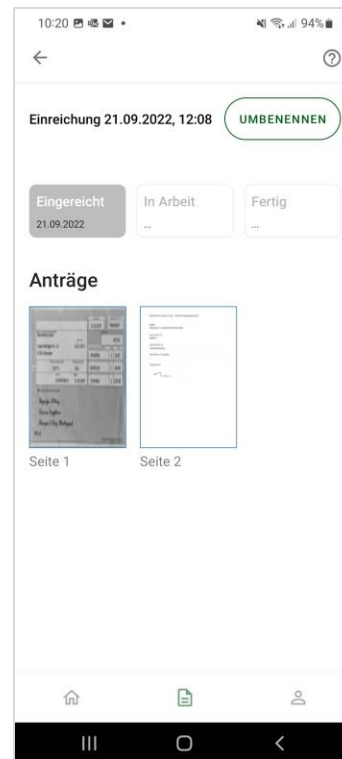 10:20
94%
Einreichung 21.09.2022, 12:08
UMBENENNEN
Eingereicht
21.09.2022
In Arbeit
...
Fertig
...
Anträge
Seite 1
Seite 2